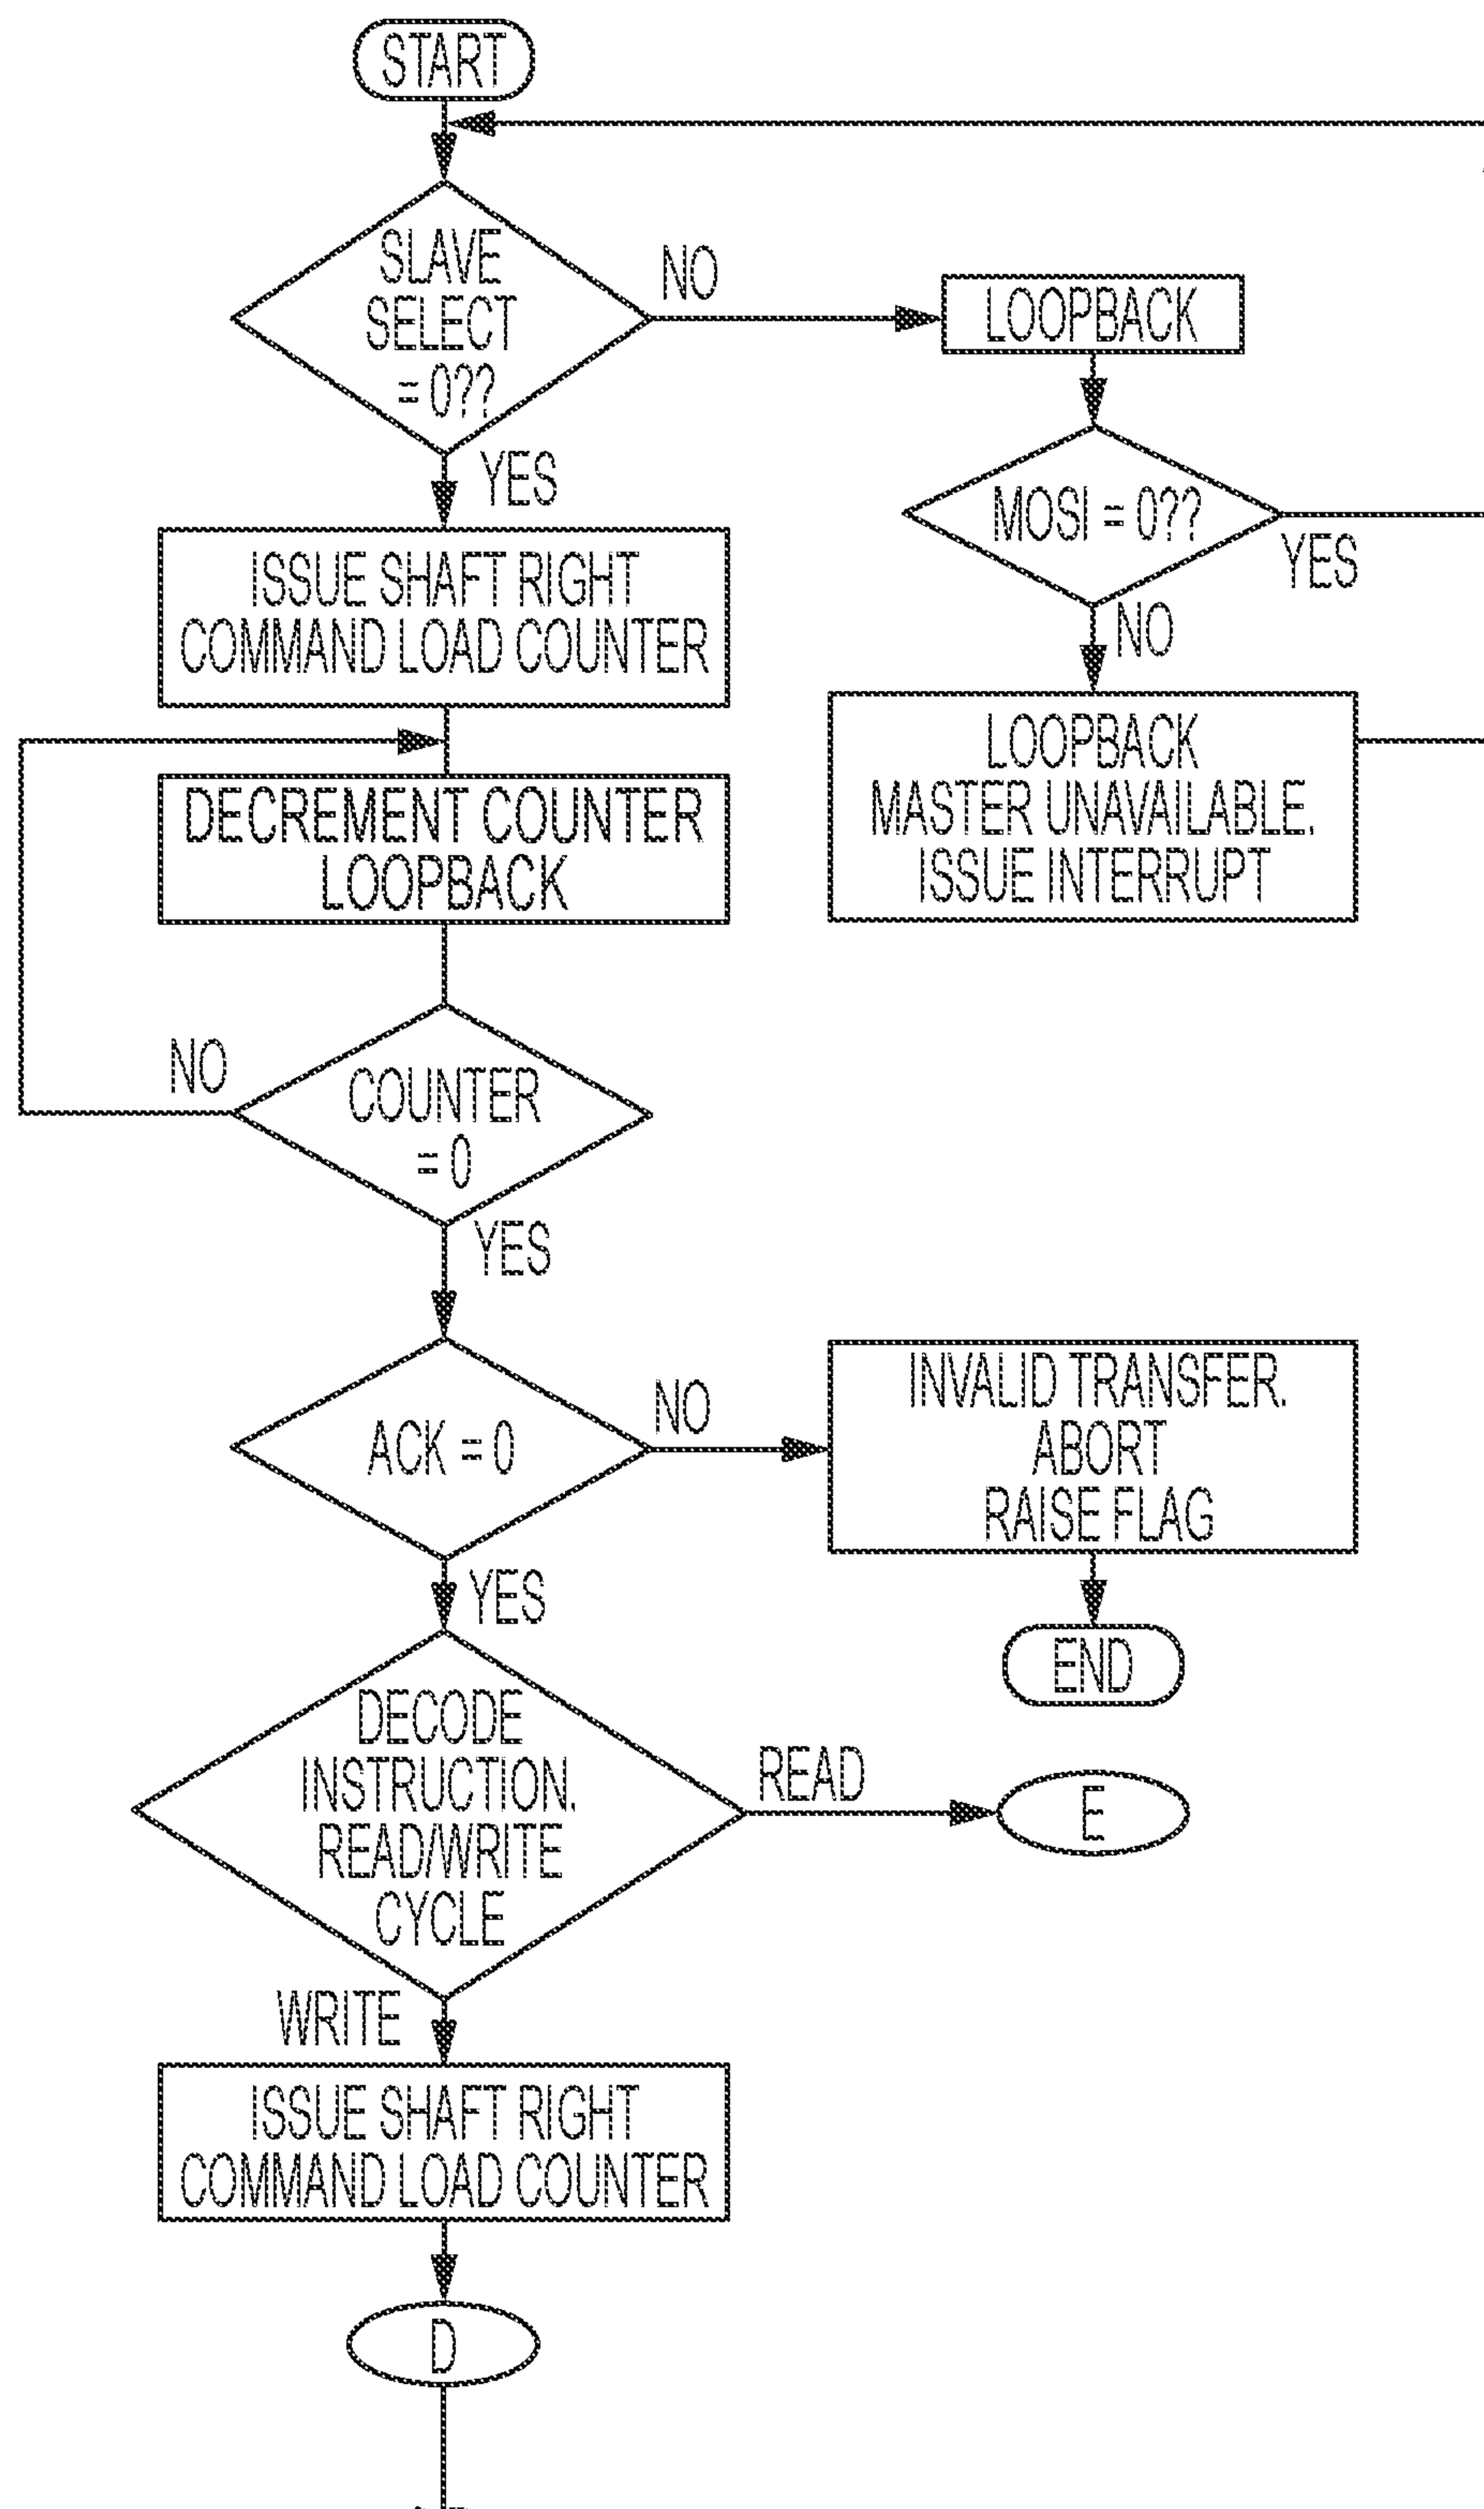 START
SLAVE
SELECT
= 0??
NO
LOOPBACK
YES
MOSI = 0??
YES
NO
ISSUE SHAFT RIGHT
COMMAND LOAD COUNTER
LOOPBACK
MASTER UNAVAILABLE.
ISSUE INTERRUPT
DECREMENT COUNTER
LOOPBACK
NO
COUNTER
= 0
YES
ACK = 0
NO
INVALID TRANSFER.
ABORT
RAISE FLAG
YES
END
DECODE
INSTRUCTION.
READ/WRITE
CYCLE
READ
E
WRITE
ISSUE SHAFT RIGHT
COMMAND LOAD COUNTER
D